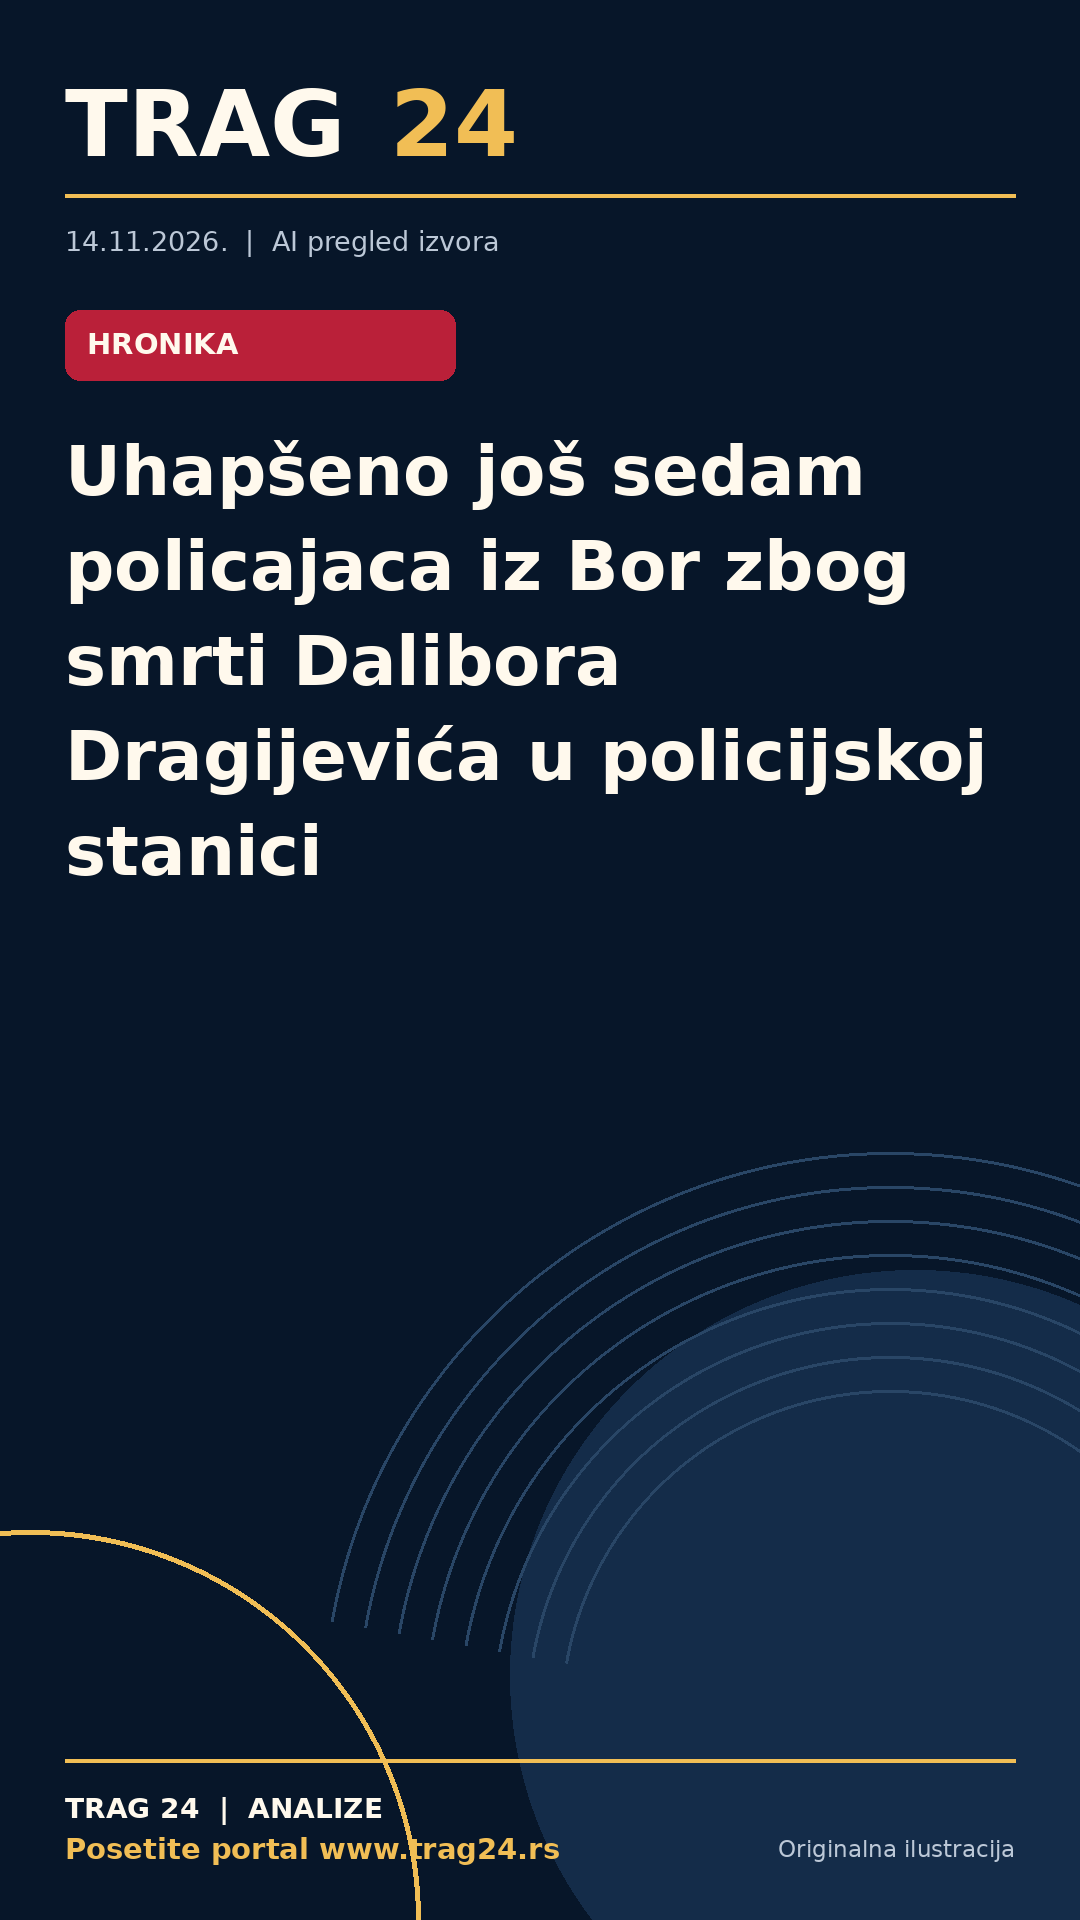 TRAG 24
14.11.2026. | AI pregled izvora
HRONIKA
Uhapšeno još sedam
policajaca iz Bor zbog
smrti Dalibora
Dragijevića u policijskoj
stanici
TRAG 24 | ANALIZE
Posetite portal www.trag24.rs
Originalna ilustracija